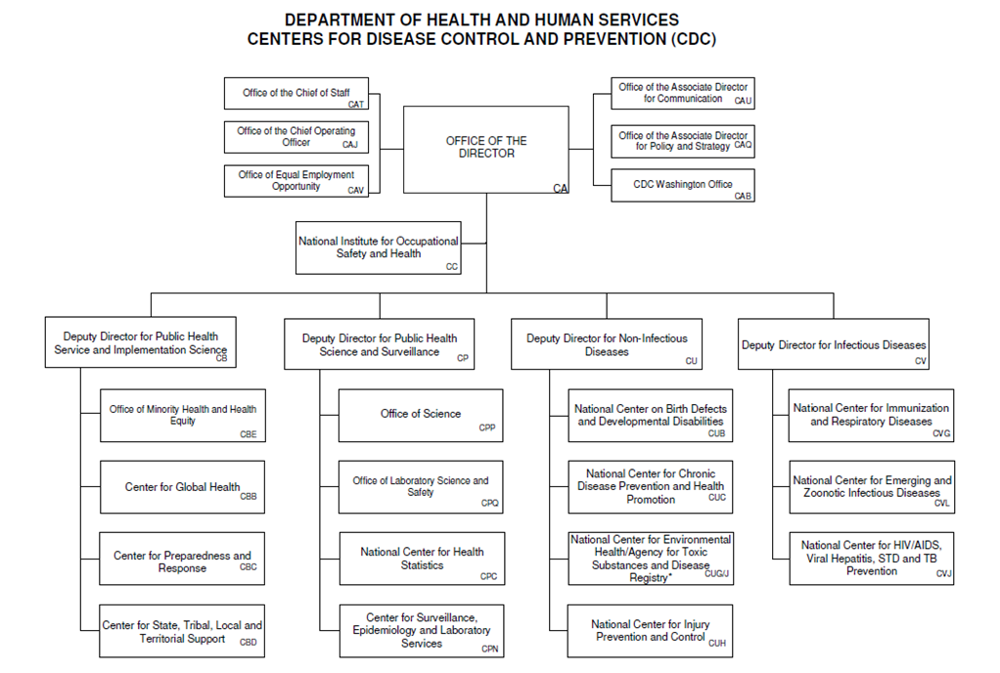 DEPARTMENT OF HEALTH AND HUMAN SERVICES
CENTERS FOR DISEASE CONTROL AND PREVENTION (CDC)
Office of the Chief of Staff
CAT
Office of the Chief Operating
Officer CAJ
Office of Equal Employment
Opportunity CAV
OFFICE OF THE
DIRECTOR
CA
Office of the Associate Director
for Communication CAU
Office of the Associate Director
for Policy and Strategy CAQ
CDC Washington Office
CAB
National Institute for Occupational
Safety and Health
CC
Deputy Director for Public Health
Service and Implementation Science
CB
Office of Minority Health and Health
Equity
CBE
Center for Global Health
CBB
Center for Preparedness and
Response CBC
Center for State, Tribal, Local and
Territorial Support CBD
Deputy Director for Public Health
Science and Surveillance
CP
Office of Science
CPP
Office of Laboratory Science and
Safety
CPQ
National Center for Health
Statistics
CPC
Center for Surveillance,
Epidemiology and Laboratory
Services
CPN
Deputy Director for Non-Infectious
Diseases
CU
National Center on Birth Defects
and Developmental Disabilities
CUB
National Center for Chronic
Disease Prevention and Health
Promotion CUC
National Center for Environmental
Health/Agency for Toxic
Substances and Disease
Registry* CUG/J
National Center for Injury
Prevention and Control CUH
Deputy Director for Infectious Diseases
CV
National Center for Immunization
and Respiratory Diseases
CVG
National Center for Emerging and
Zoonotic Infectious Diseases
CVL
National Center for HIV/AIDS,
Viral Hepatitis, STD and TB
Prevention CVJ